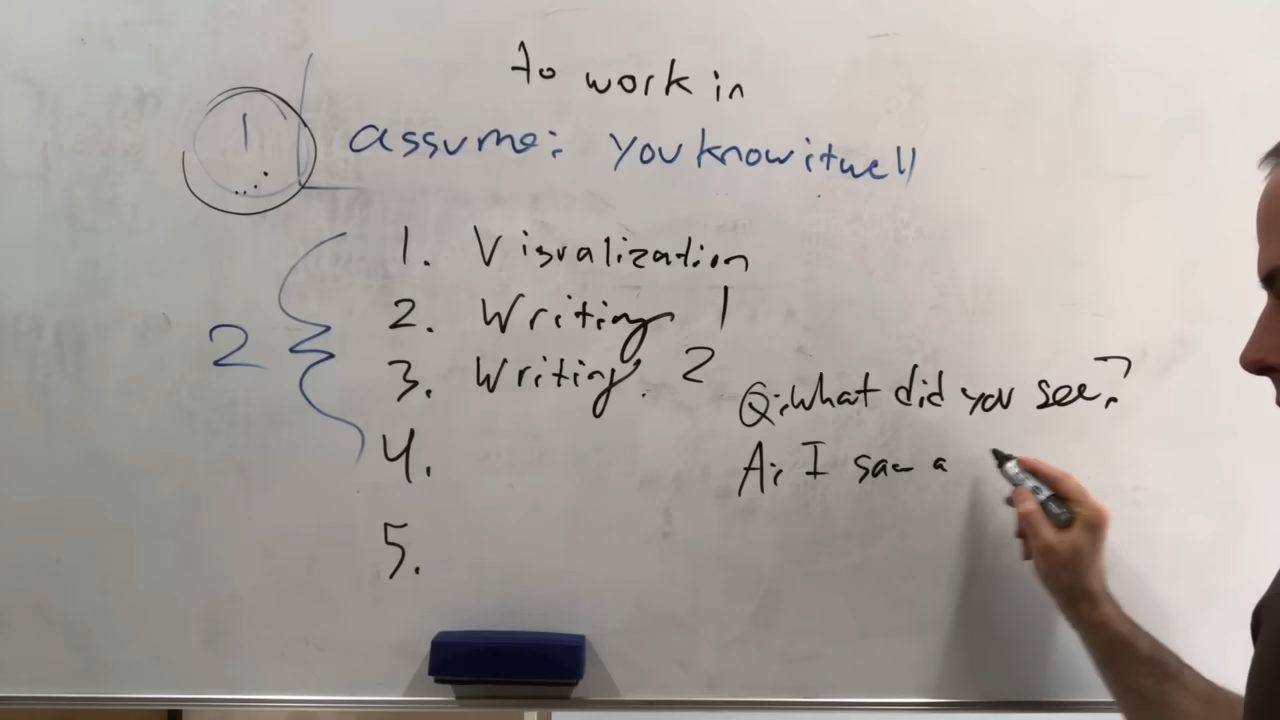 to work in
1 assume: you know it well
1. Visualization
2. Writing 1
2
3. Writing. 2
Q: What did you see?
4.
A: I saw a
5.